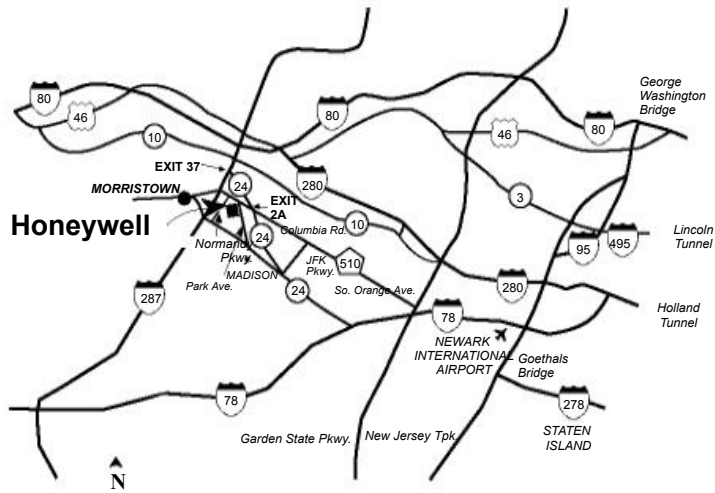 80
46
10
80
George
Washington
Bridge
46
80
EXIT 37
MORRISTOWN
24
280
3
Honeywell
EXIT
2A
Columbia Rd.
10
Normandy
Pkwy.
24
Lincoln
Tunnel
95
495
JFK
Pkwy.
510
MADISON
Park Ave.
24
So. Orange Ave.
280
287
78
Holland
Tunnel
NEWARK
INTERNATIONAL
AIRPORT
Goethals
Bridge
78
278
Garden State Pkwy.
New Jersey Tpk.
STATEN
ISLAND
N